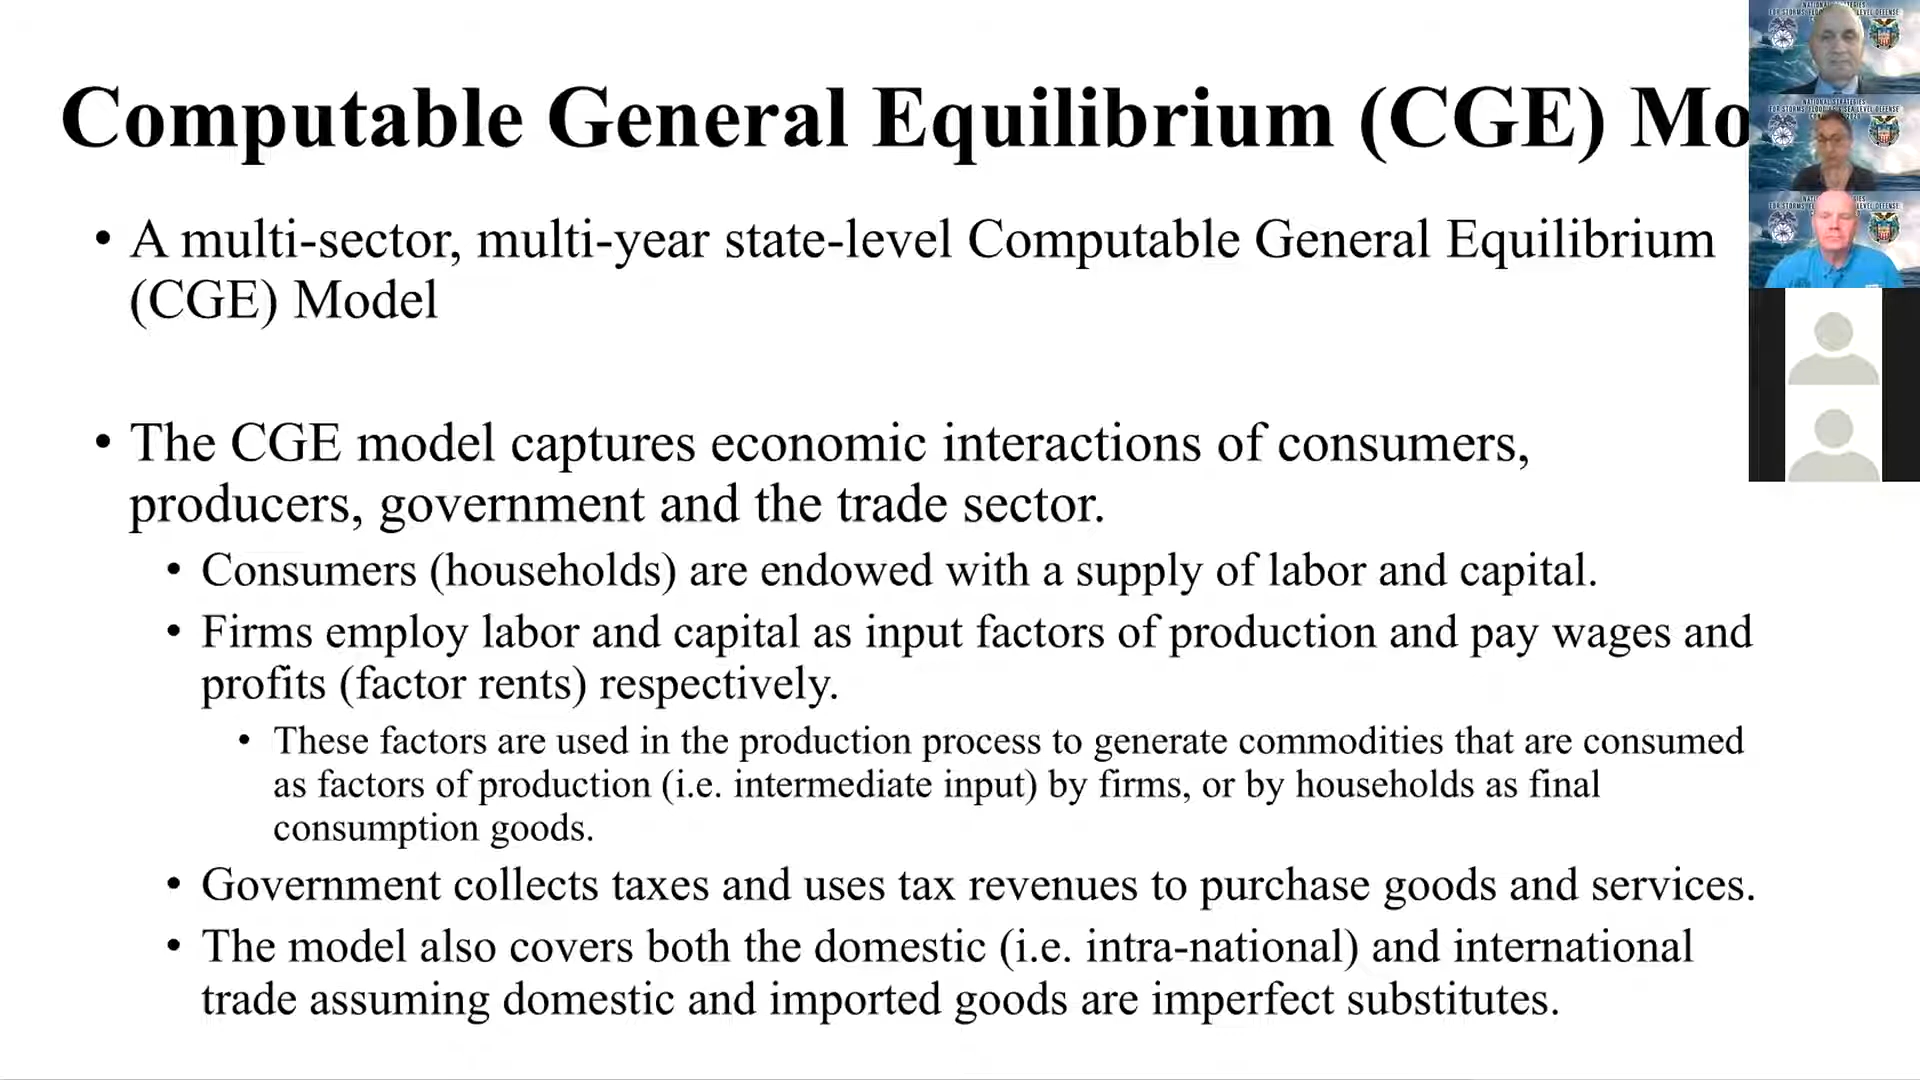 Computable General Equilibrium (CGE) Mo
• A multi-sector, multi-year state-level Computable General Equilibrium
(CGE) Model
• The CGE model captures economic interactions of consumers,
producers, government and the trade sector.
• Consumers (households) are endowed with a supply of labor and capital.
• Firms employ labor and capital as input factors of production and pay wages and
profits (factor rents) respectively.
• These factors are used in the production process to generate commodities that are consumed
as factors of production (i.e. intermediate input) by firms, or by households as final
consumption goods.
• Government collects taxes and uses tax revenues to purchase goods and services.
• The model also covers both the domestic (i.e. intra-national) and international
trade assuming domestic and imported goods are imperfect substitutes.